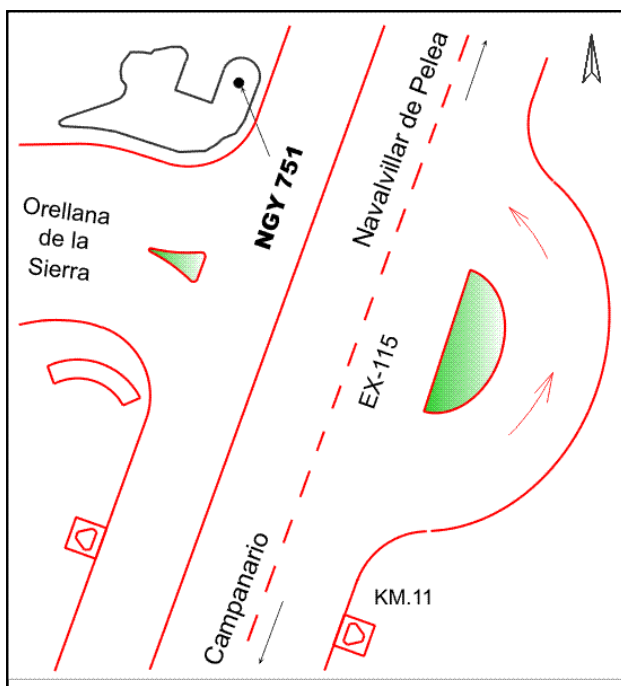 Navalvillar de Pelea
NGY 751
Orellana
de la
Sierra
EX-115
Campanario
KM.11